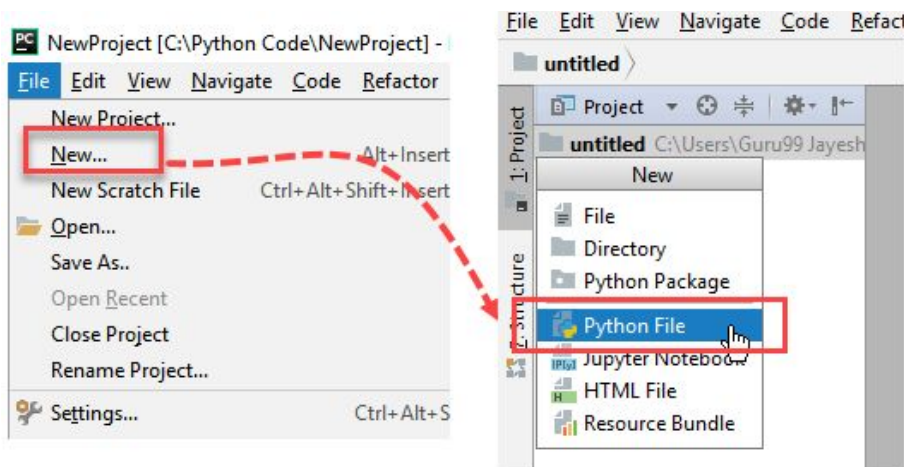 PC NewProject [C:\Python Code\NewProject] -
File Edit View Navigate Code Refactor
New Project...
New... Alt+Insert
New Scratch File Ctrl+Alt+Shift+Insert
Open...
Save As..
Open Recent
Close Project
Rename Project...
Settings... Ctrl+Alt+S
File Edit View Navigate Code Refact
untitled
Project
1: Project
untitled C:\Users\Guru99 Jayesh
New
File
Directory
Python Package
Python File
Jupyter Notebook
HTML File
Resource Bundle
7: Structure